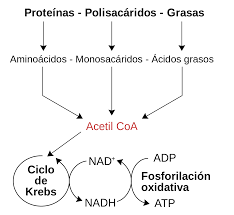 Proteínas - Polisacáridos - Grasas
Aminoácidos - Monosacáridos - Ácidos grasos
Acetil CoA
Ciclo
de
Krebs
NAD⁺
NADH
ADP
Fosforilación
oxidativa
ATP